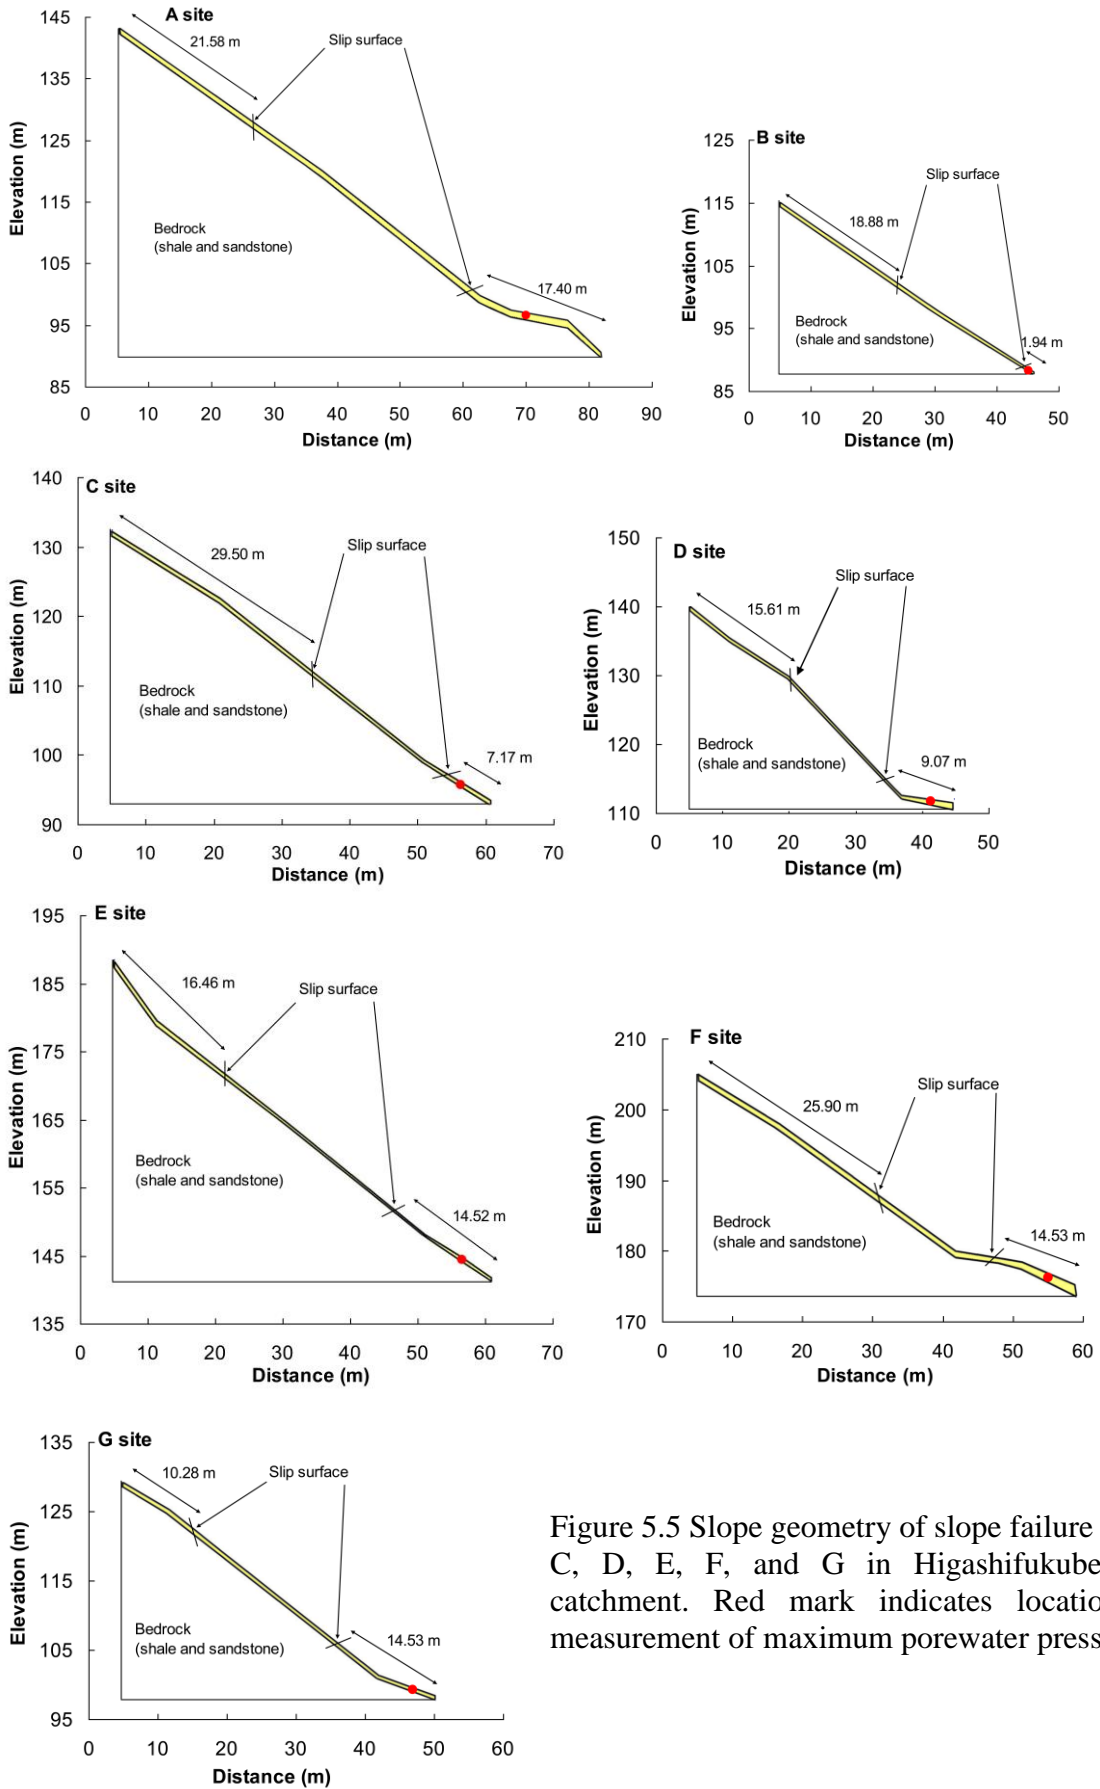 A site
21.58 m
Slip surface
Bedrock
(shale and sandstone)
17.40 m
Elevation (m)
145
135
125
115
105
95
85
0 10 20 30 40 50 60 70 80 90
Distance (m)
B site
18.88 m
Slip surface
Bedrock
(shale and sandstone)
1.94 m
Elevation (m)
125
115
105
95
85
0 10 20 30 40 50
Distance (m)
C site
29.50 m
Slip surface
Bedrock
(shale and sandstone)
7.17 m
Elevation (m)
140
130
120
110
100
90
0 10 20 30 40 50 60 70
Distance (m)
D site
15.61 m
Slip surface
Bedrock
(shale and sandstone)
9.07 m
Elevation (m)
150
140
130
120
110
0 10 20 30 40 50
Distance (m)
E site
16.46 m
Slip surface
Bedrock
(shale and sandstone)
14.52 m
Elevation (m)
195
185
175
165
155
145
135
0 10 20 30 40 50 60 70
Distance (m)
F site
25.90 m
Slip surface
Bedrock
(shale and sandstone)
14.53 m
Elevation (m)
210
200
190
180
170
0 10 20 30 40 50 60
Distance (m)
G site
10.28 m
Slip surface
Bedrock
(shale and sandstone)
14.53 m
Elevation (m)
135
125
115
105
95
0 10 20 30 40 50 60
Distance (m)
Figure 5.5 Slope geometry of slope failure
C, D, E, F, and G in Higashifukube
catchment. Red mark indicates locatio
measurement of maximum porewater press